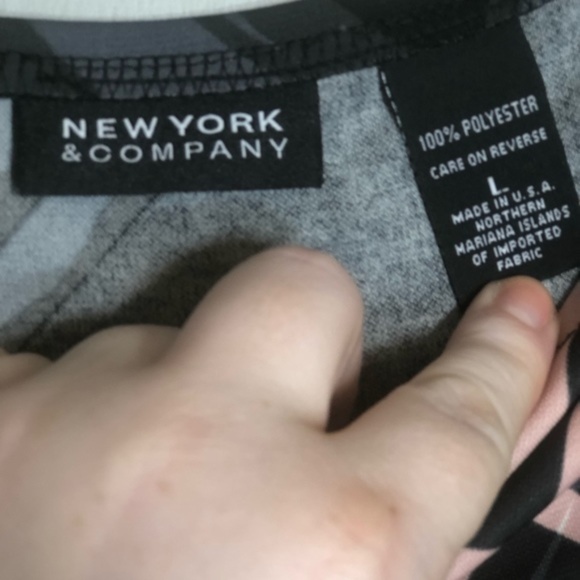 NEW YORK
& COMPANY
100% POLYESTER
CARE ON REVERSE
L
MADE IN U.S.A.
NORTHERN
MARIANA ISLANDS
OF IMPORTED
FABRIC